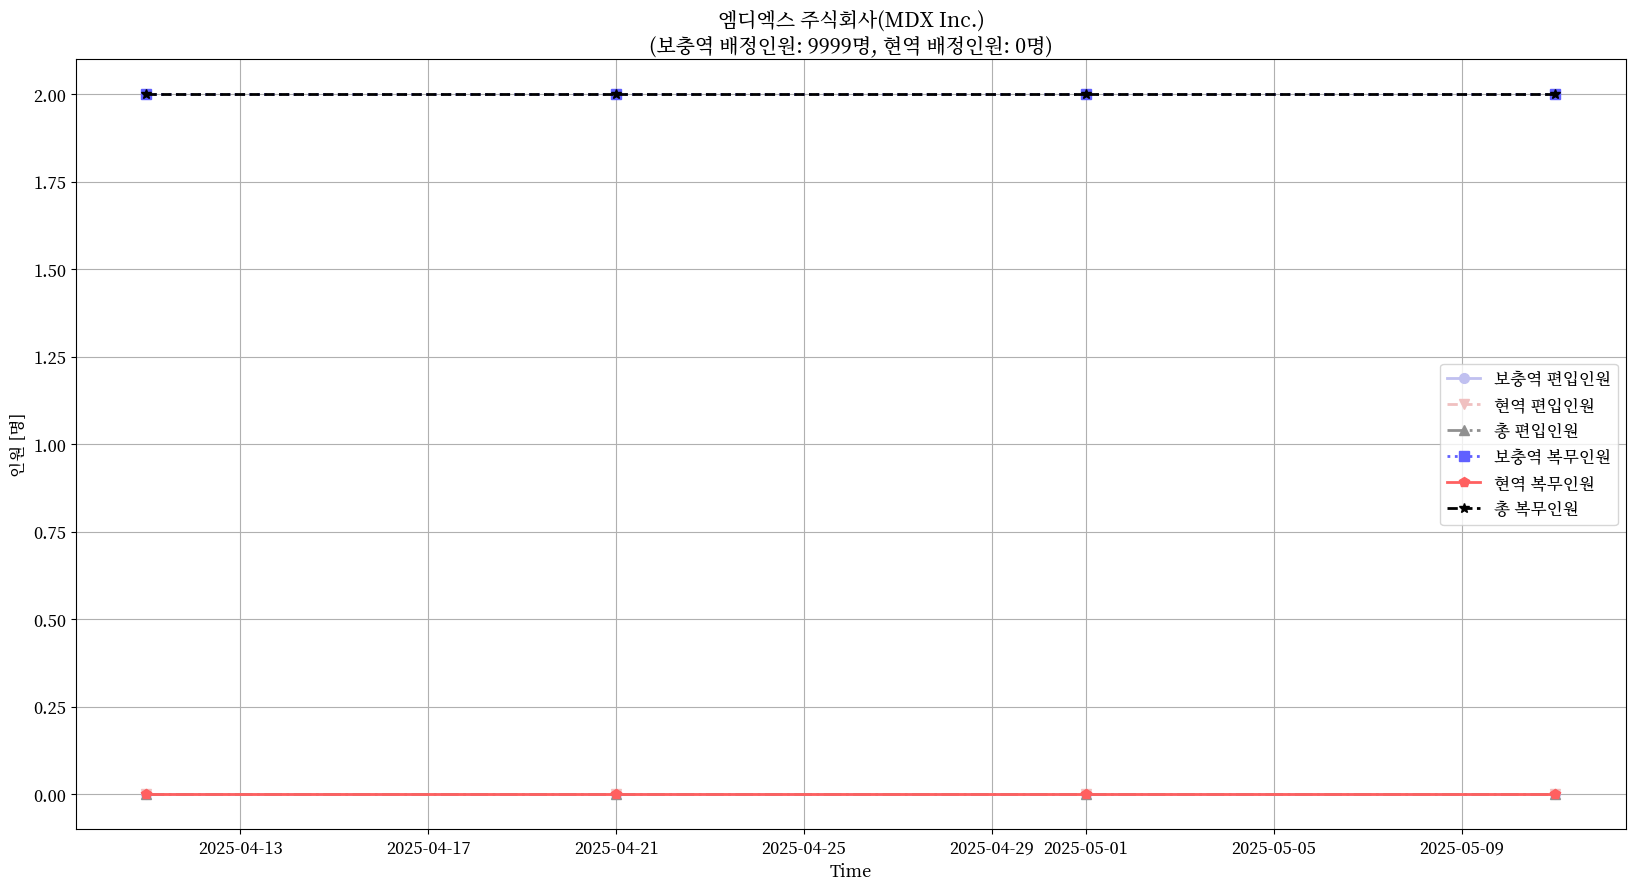 엠디엑스 주식회사(MDX Inc.)
(보충역 배정인원: 9999명, 현역 배정인원: 0명)
2.00
1.75
1.50
1.25
1.00
0.75
0.50
0.25
0.00
인원 [명]
보충역 편입인원
현역 편입인원
총 편입인원
보충역 복무인원
현역 복무인원
총 복무인원
2025-04-13 2025-04-17 2025-04-21 2025-04-25 2025-04-29 2025-05-01 2025-05-05 2025-05-09
Time